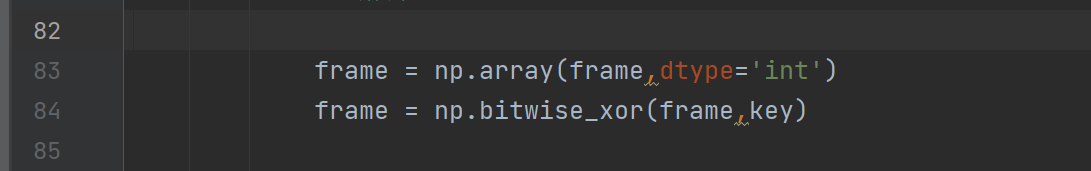 82
83 frame = np.array(frame,dtype='int')
84 frame = np.bitwise_xor(frame,key)
85